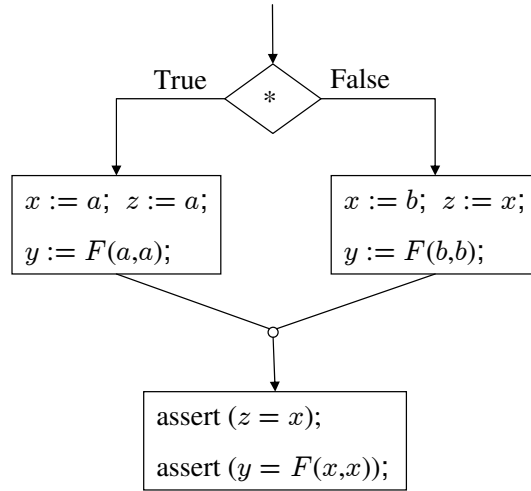 *
True
False
x := a; z := a;
y := F(a,a);
x := b; z := x;
y := F(b,b);
assert (z = x);
assert (y = F(x,x));